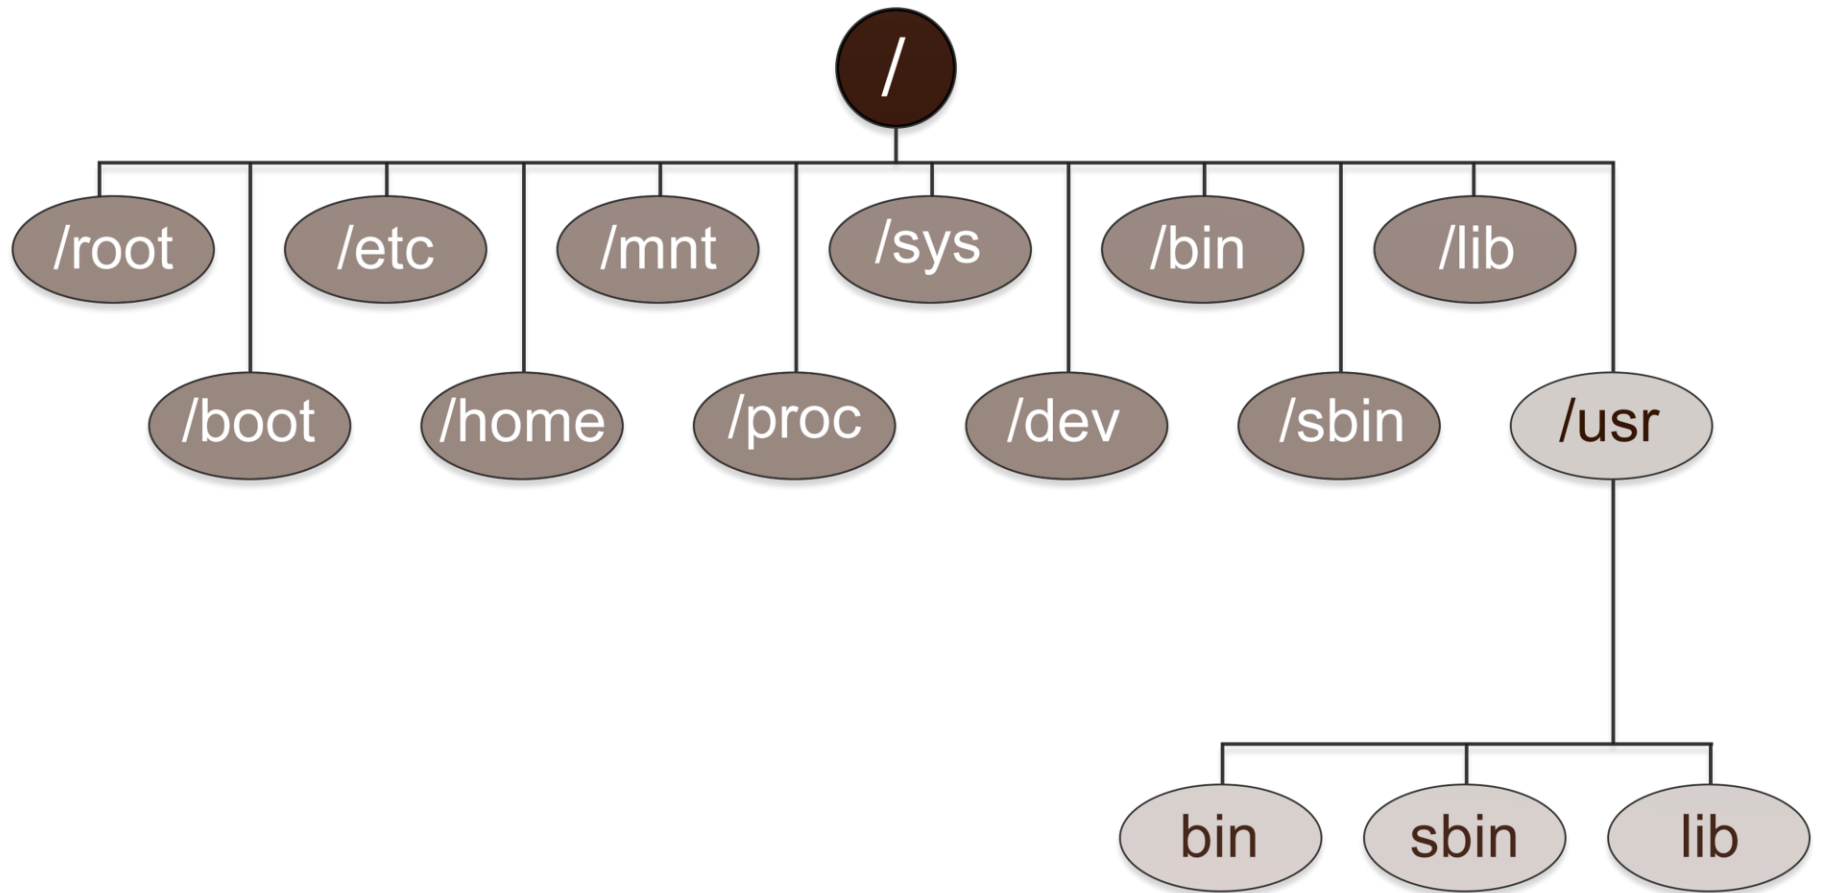 /
/root
/etc
/mnt
/sys
/bin
/lib
/boot
/home
/proc
/dev
/sbin
/usr
bin
sbin
lib